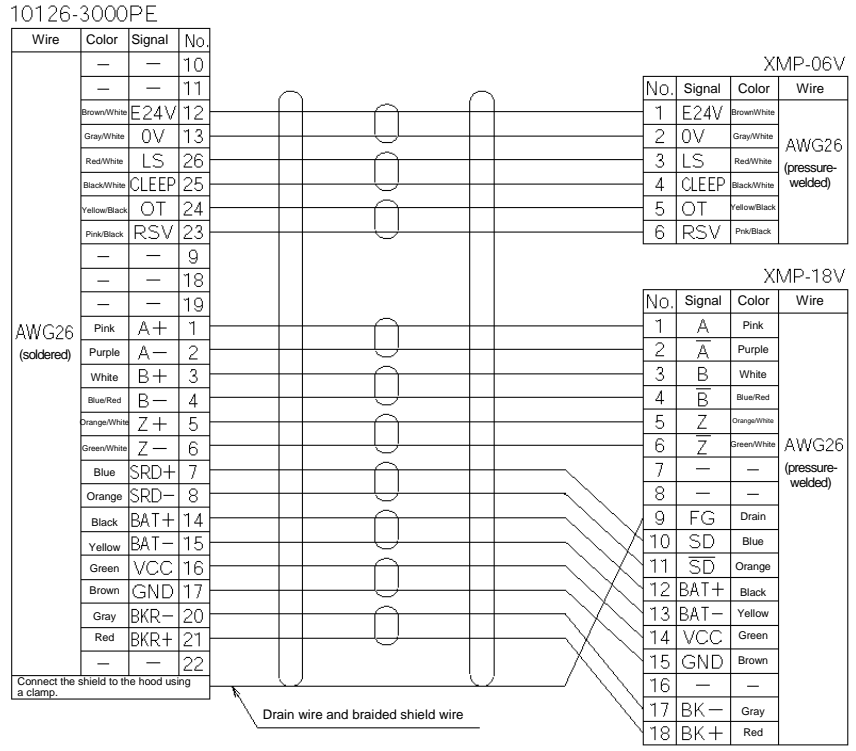 10126-3000PE
Wire Color Signal No.
— — 10
— — 11
Brown/White E24V 12
Gray/White 0V 13
Red/White LS 26
Black/White CLEEP 25
Yellow/Black OT 24
Pink/Black RSV 23
— — 9
— — 18
— — 19
AWG26
(soldered)
Pink A+ 1
Purple A− 2
White B+ 3
Blue/Red B− 4
Orange/White Z+ 5
Green/White Z− 6
Blue SRD+ 7
Orange SRD− 8
Black BAT+ 14
Yellow BAT− 15
Green VCC 16
Brown GND 17
Gray BKR− 20
Red BKR+ 21
— — 22
Connect the shield to the hood using
a clamp.
Drain wire and braided shield wire
XMP-06V
No. Signal Color Wire
1 E24V BrownWhite
2 0V Gray/White
3 LS Red/White
4 CLEEP Black/White
5 OT Yellow/Black
6 RSV Pnk/Black
AWG26
(pressure-
welded)
XMP-18V
No. Signal Color Wire
1 A Pink
2 A̅ Purple
3 B White
4 B̅ Blue/Red
5 Z Orange/White
6 Z̅ Green/White
7 — —
8 — —
9 FG Drain
10 SD Blue
11 S̅D̅ Orange
12 BAT+ Black
13 BAT− Yellow
14 VCC Green
15 GND Brown
16 — —
17 BK− Gray
18 BK+ Red
AWG26
(pressure-
welded)